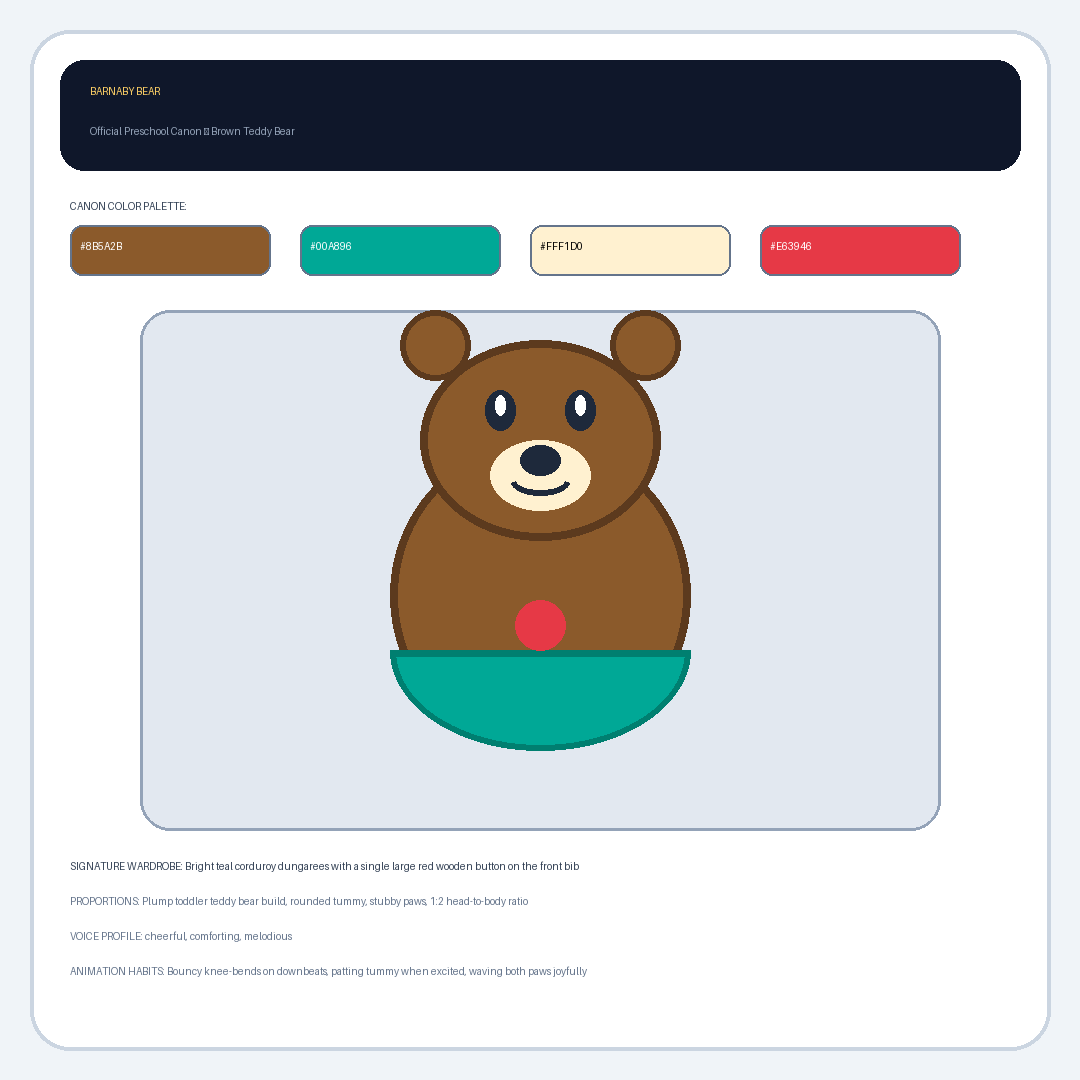 BARNABY BEAR
Official Preschool Canon Brown Teddy Bear
CANON COLOR PALETTE:
#8B5A2B
#00A896
#FFF1D0
#E63946
SIGNATURE WARDROBE: Bright teal corduroy dungarees with a single large red wooden button on the front bib
PROPORTIONS: Plump toddler teddy bear build, rounded tummy, stubby paws, 1:2 head-to-body ratio
VOICE PROFILE: cheerful, comforting, melodious
ANIMATION HABITS: Bouncy knee-bends on downbeats, patting tummy when excited, waving both paws joyfully